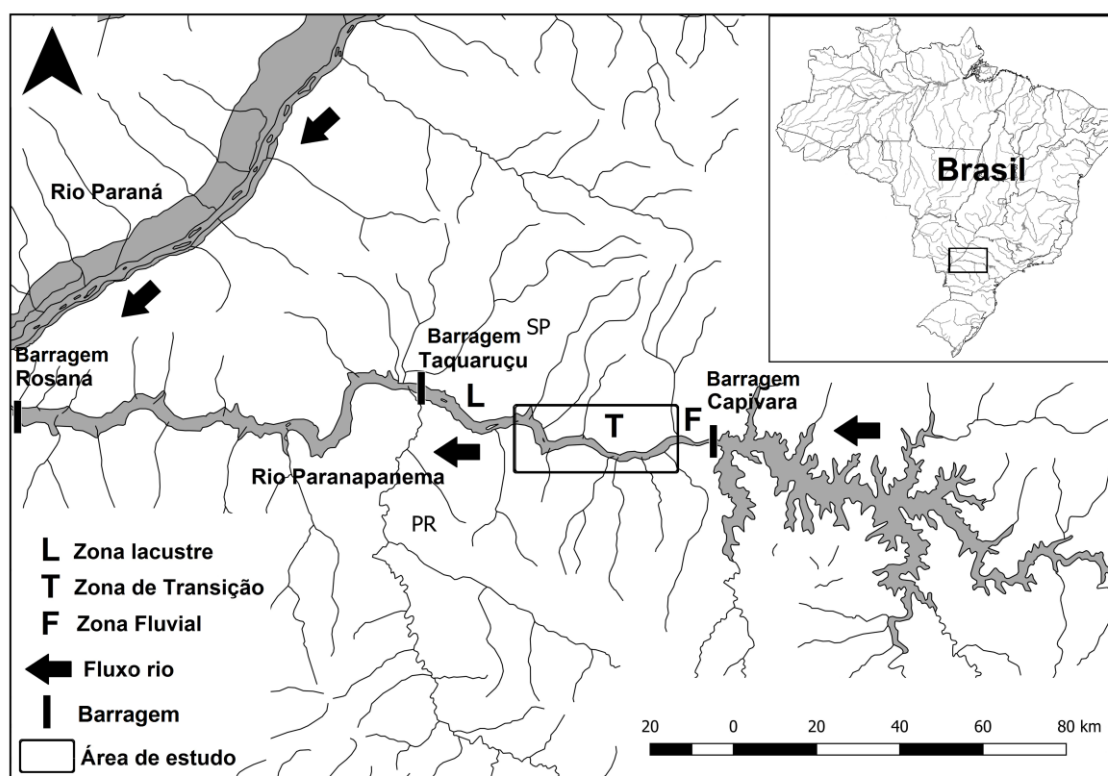 Brasil
Rio Paraná
Barragem
Rosana
Barragem
Taquaruçu
SP
L
T
F
Barragem
Capivara
Rio Paranapanema
PR
L Zona lacustre
T Zona de Transição
F Zona Fluvial
Fluxo rio
Barragem
Área de estudo
20 0 20 40 60 80 km